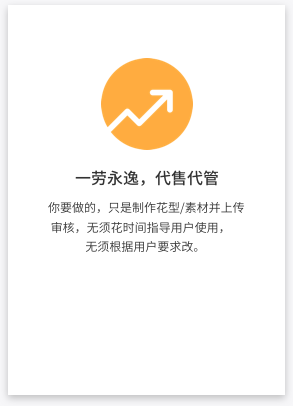 一劳永逸，代售代管
你要做的，只是制作花型/素材并上传
审核，无须花时间指导用户使用，
无须根据用户要求改。